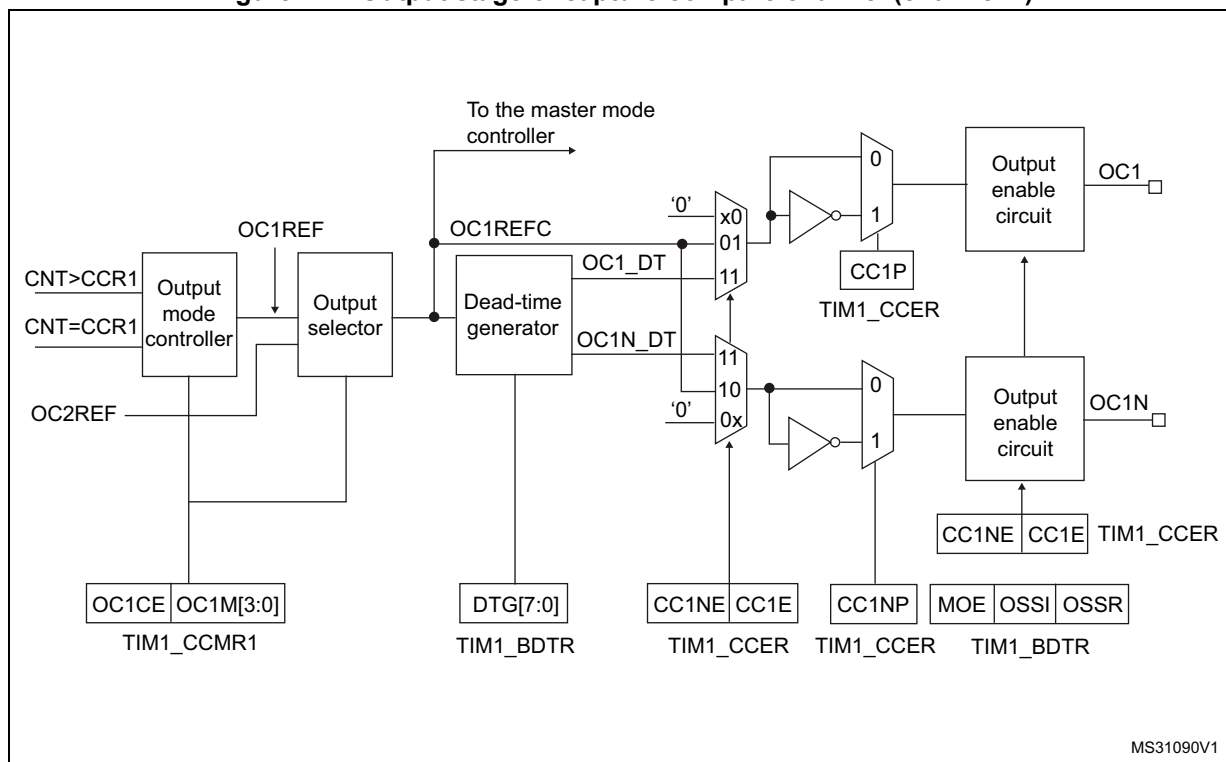 To the master mode
controller
OC1REF
OC1REFC
CNT>CCR1
CNT=CCR1
OC2REF
Output
mode
controller
Output
selector
Dead-time
generator
OC1_DT
OC1N_DT
'0'
x0
01
11
11
10
0x
'0'
0
1
CC1P
TIM1_CCER
0
1
Output
enable
circuit
OC1
Output
enable
circuit
OC1N
CC1NE CC1E TIM1_CCER
OC1CE OC1M[3:0]
TIM1_CCMR1
DTG[7:0]
TIM1_BDTR
CC1NE CC1E
TIM1_CCER
CC1NP
TIM1_CCER
MOE OSSI OSSR
TIM1_BDTR
MS31090V1